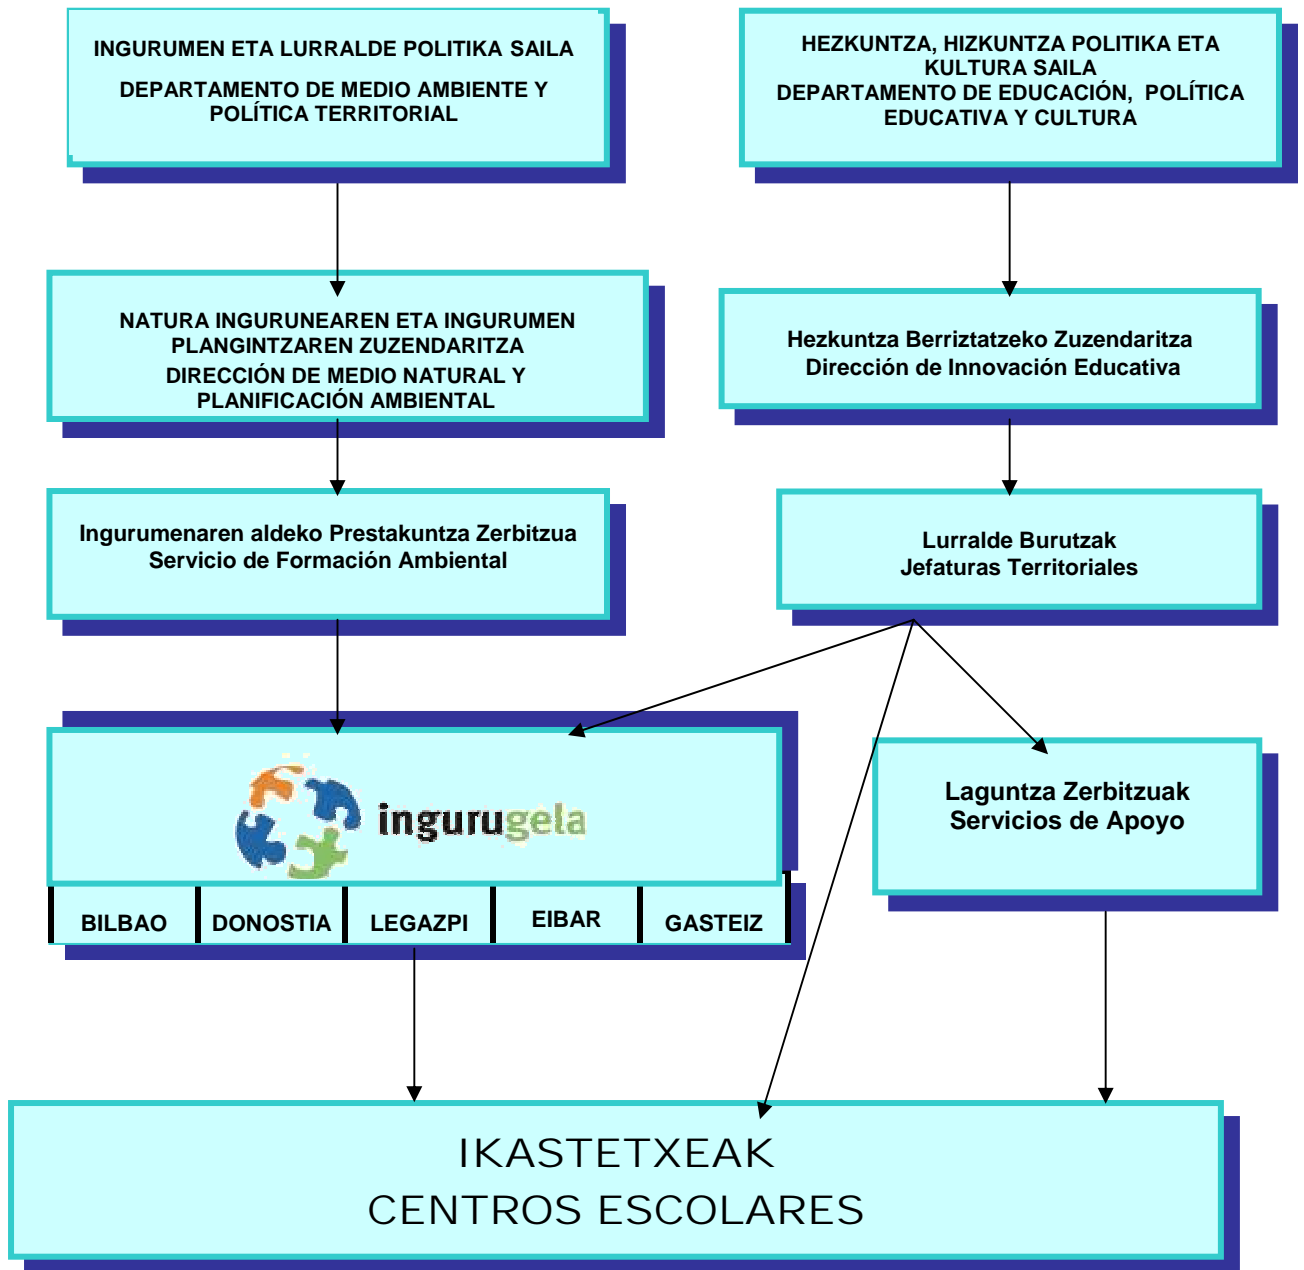 INGURUMEN ETA LURRALDE POLITIKA SAILA
DEPARTAMENTO DE MEDIO AMBIENTE Y
POLÍTICA TERRITORIAL
HEZKUNTZA, HIZKUNTZA POLITIKA ETA
KULTURA SAILA
DEPARTAMENTO DE EDUCACIÓN, POLÍTICA
EDUCATIVA Y CULTURA
NATURA INGURUNEAREN ETA INGURUMEN
PLANGINTZAREN ZUZENDARITZA
DIRECCIÓN DE MEDIO NATURAL Y
PLANIFICACIÓN AMBIENTAL
Hezkuntza Berriztatzeko Zuzendaritza
Dirección de Innovación Educativa
Ingurumenaren aldeko Prestakuntza Zerbitzua
Servicio de Formación Ambiental
Lurralde Burutzak
Jefaturas Territoriales
ingurugela
Laguntza Zerbitzuak
Servicios de Apoyo
BILBAO DONOSTIA LEGAZPI EIBAR GASTEIZ
IKASTETXEAK
CENTROS ESCOLARES